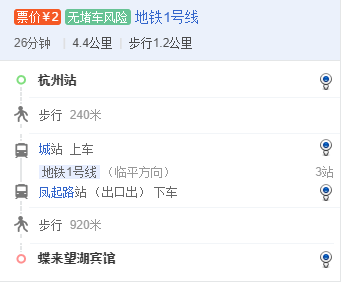 票价¥2 无堵车风险 地铁1号线
26分钟 | 4.4公里 | 步行1.2公里
杭州站
步行 240米
城站 上车
地铁1号线 (临平方向) 3站
凤起路站 (出口出) 下车
步行 920米
蝶来望湖宾馆